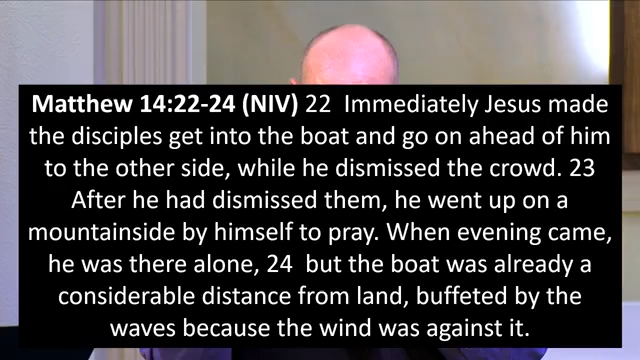 Matthew 14:22-24 (NIV) 22 Immediately Jesus made
the disciples get into the boat and go on ahead of him
to the other side, while he dismissed the crowd. 23
After he had dismissed them, he went up on a
mountainside by himself to pray. When evening came,
he was there alone, 24 but the boat was already a
considerable distance from land, buffeted by the
waves because the wind was against it.